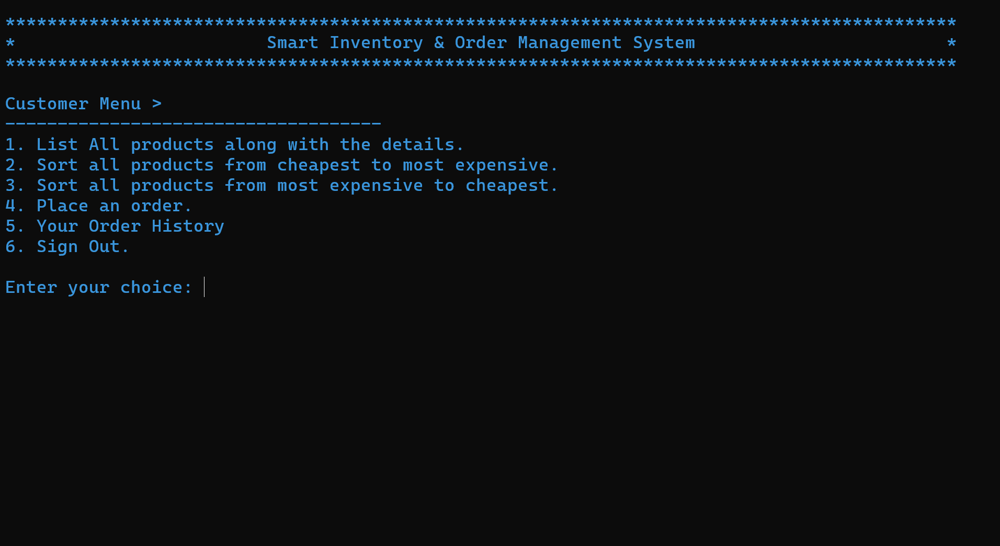 *******************************************************************************************
*                        Smart Inventory & Order Management System                        *
*******************************************************************************************
Customer Menu >
------------------------------------
1. List All products along with the details.
2. Sort all products from cheapest to most expensive.
3. Sort all products from most expensive to cheapest.
4. Place an order.
5. Your Order History
6. Sign Out.
Enter your choice: